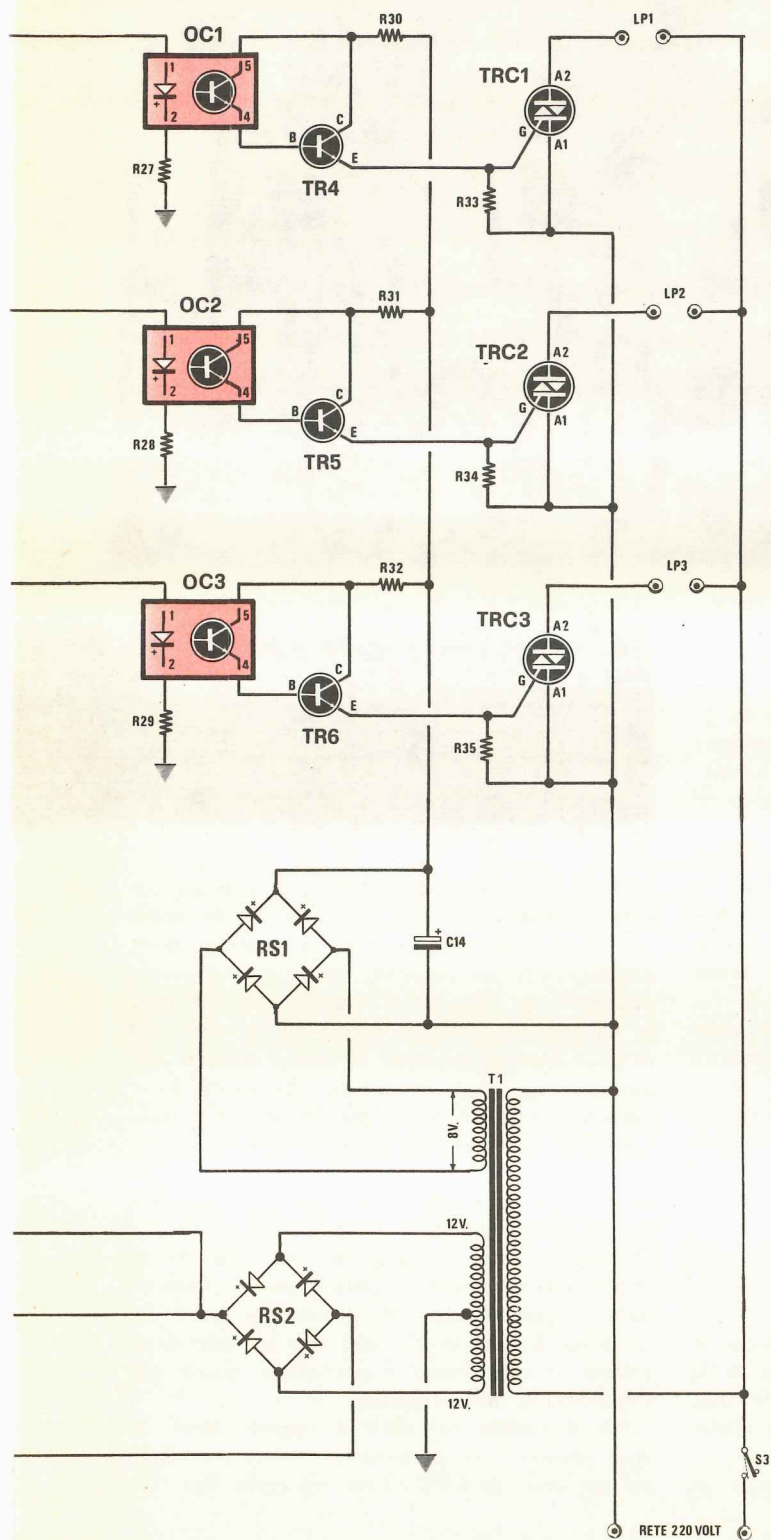 OC1
R30
LP1
1
5
2
4
TRC1
A2
G
A1
B
C
E
TR4
R27
R33
OC2
R31
LP2
1
5
2
4
TRC2
A2
G
A1
B
C
E
TR5
R28
R34
OC3
R32
LP3
1
5
2
4
TRC3
A2
G
A1
B
C
E
TR6
R29
R35
RS1
+
C14
T1
8V.
12V.
RS2
12V.
S3
RETE 220 VOLT